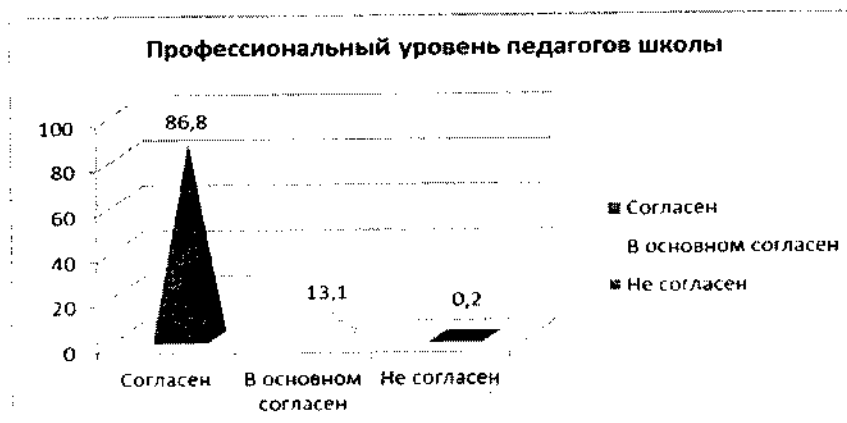 Профессиональный уровень педагогов школы
100
80
60
40
20
0
86,8
13,1
0,2
Согласен
В основном согласен
Не согласен
Согласен
В основном
согласен
Не согласен